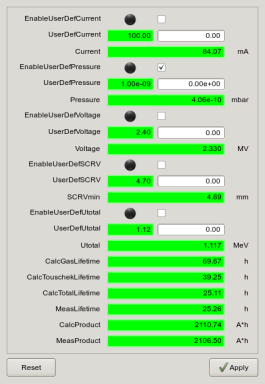 EnableUserDefCurrent
UserDefCurrent 100.00 0.00
Current 84.07 mA
EnableUserDefPressure
UserDefPressure 1.00e-09 0.00e+00
Pressure 4.06e-10 mbar
EnableUserDefVoltage
UserDefVoltage 2.40 0.00
Voltage 2.330 MV
EnableUserDefSCRV
UserDefSCRV 4.70 0.00
SCRVmin 4.69 mm
EnableUserDefUtotal
UserDefUtotal 1.12 0.00
Utotal 1.117 MeV
CalcGasLifetime 69.67 h
CalcTouschekLifetime 39.25 h
CalcTotalLifetime 25.11 h
MeasLifetime 25.26 h
CalcProduct 2110.74 A*h
MeasProduct 2106.50 A*h
Reset Apply